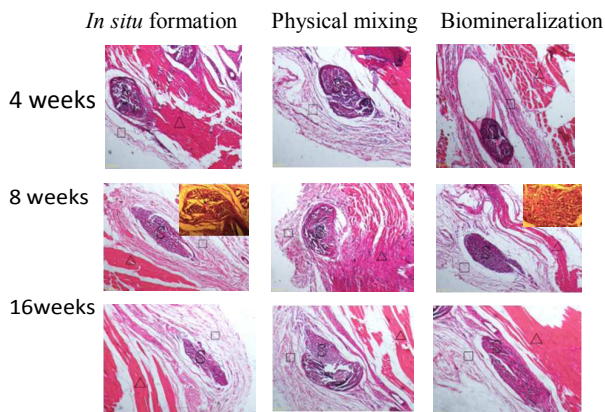 In situ formation Physical mixing Biomineralization
4 weeks
8 weeks
16weeks
S
S
S
S